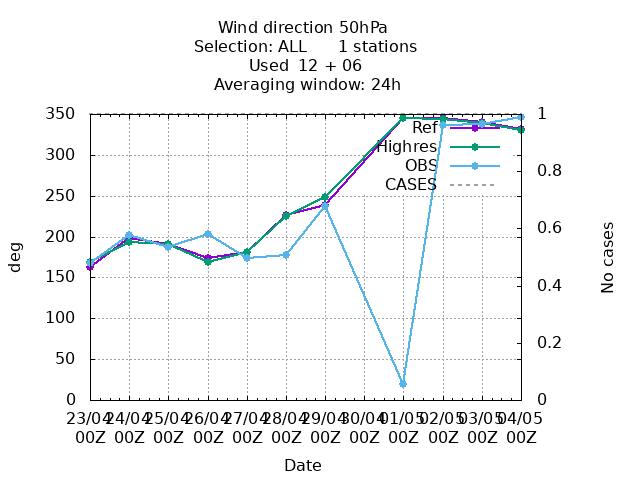 Wind direction 50hPa
Selection: ALL 1 stations
Used 12 + 06
Averaging window: 24h
350
300
250
200
150
100
50
0
deg
1
0.8
0.6
0.4
0.2
0
No cases
Ref
Highres
OBS
CASES
23/04 24/04 25/04 26/04 27/04 28/04 29/04 30/04 01/05 02/05 03/05 04/05
00Z 00Z 00Z 00Z 00Z 00Z 00Z 00Z 00Z 00Z 00Z 00Z
Date